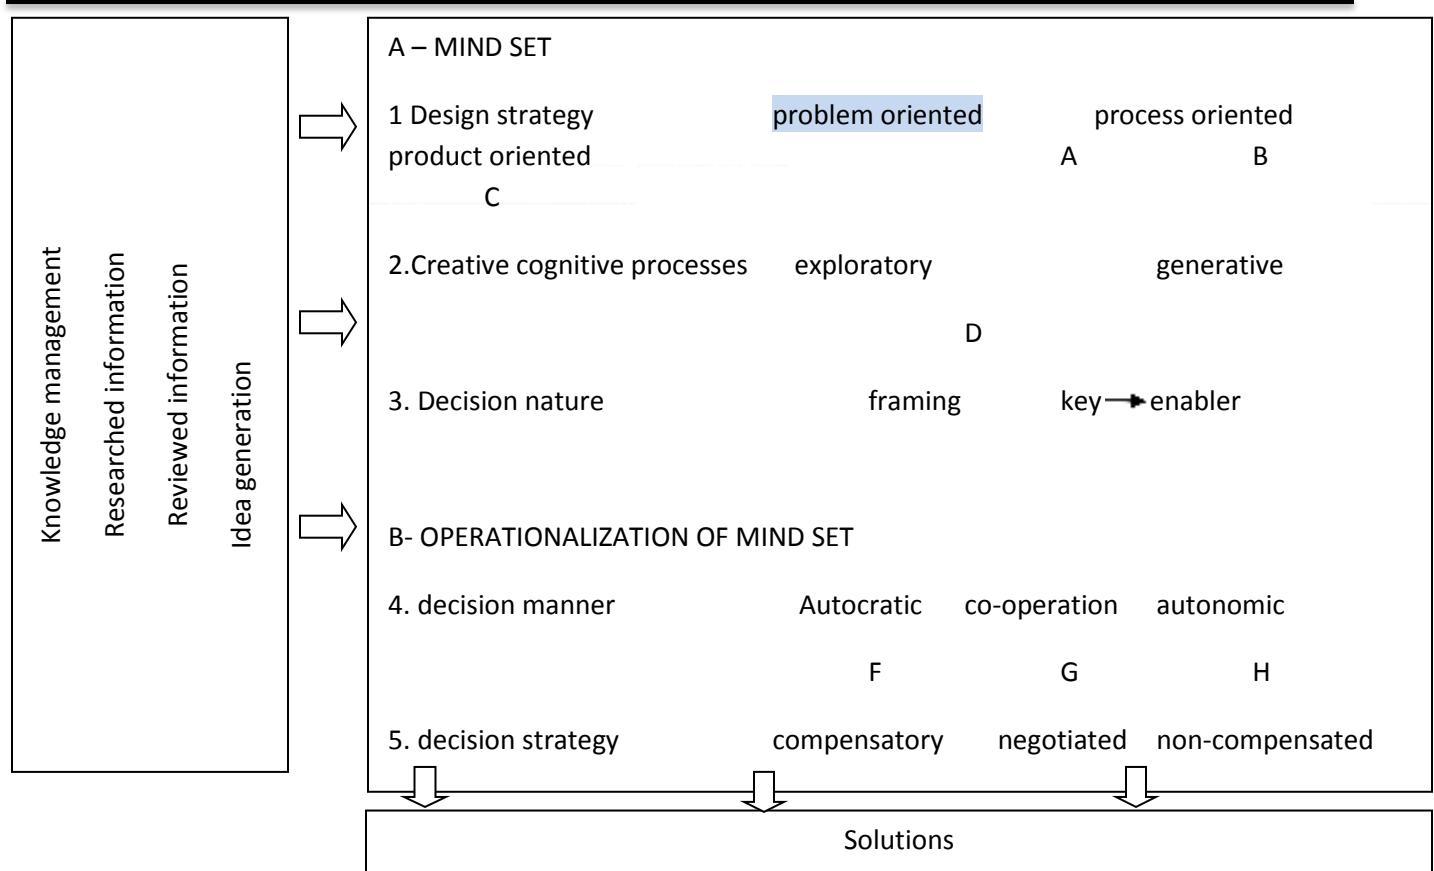 Knowledge management
Researched information
Reviewed information
Idea generation
A – MIND SET
1 Design strategy problem oriented process oriented
product oriented A B
C
2.Creative cognitive processes exploratory generative
D
3. Decision nature framing key enabler
B- OPERATIONALIZATION OF MIND SET
4. decision manner Autocratic co-operation autonomic
F G H
5. decision strategy compensatory negotiated non-compensated
Solutions